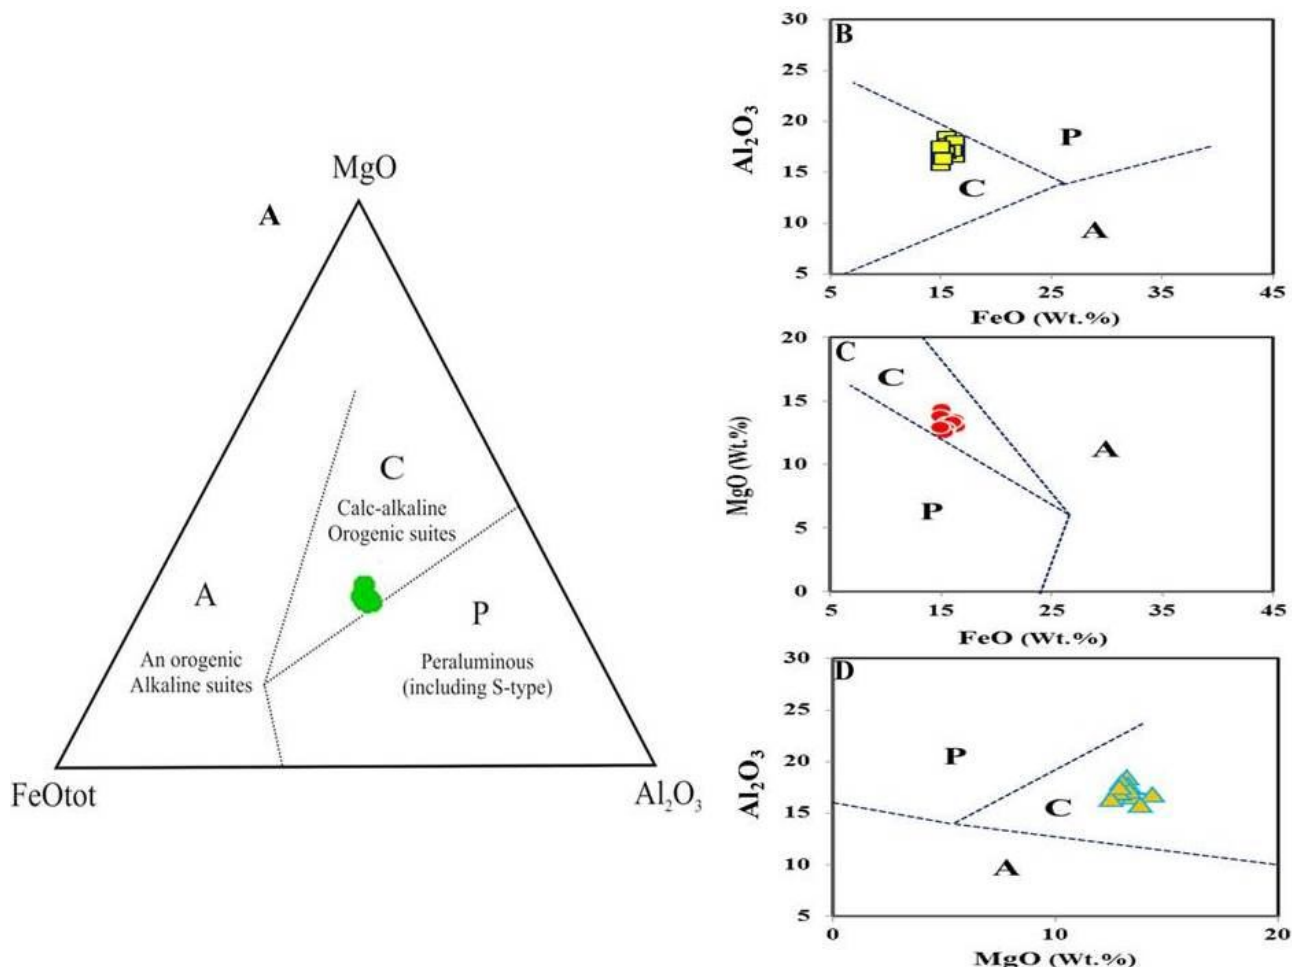 A
MgO
C
Calc-alkaline
Orogenic suites
A
An orogenic
Alkaline suites
P
Peraluminous
(including S-type)
FeOtot
Al₂O₃
B
Al₂O₃
30
25
20
15
10
5
P
C
A
5
15
25
35
45
FeO (Wt.%)
C
MgO (Wt.%)
20
15
10
5
0
C
A
P
5
15
25
35
45
FeO (Wt.%)
D
Al₂O₃
30
25
20
15
10
5
P
C
A
0
10
20
MgO (Wt.%)